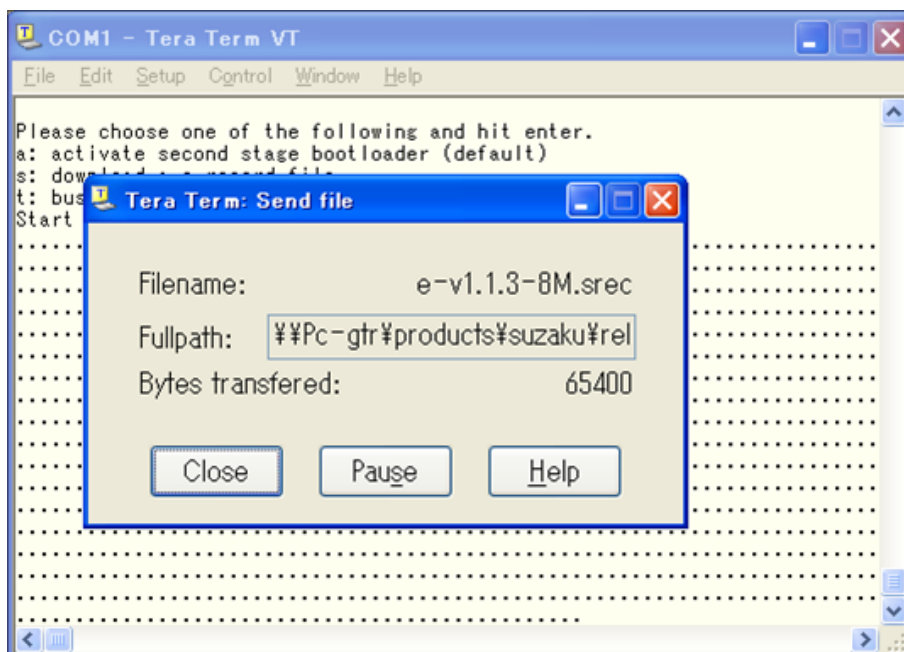 COM1 - Tera Term VT
File Edit Setup Control Window Help
Please choose one of the following and hit enter.
a: activate second stage bootloader (default)
s:
t: bus
Start
Tera Term: Send file
Filename: e-v1.1.3-8M.srec
Fullpath: ¥¥Pc-gtr¥products¥suzaku¥rel
Bytes transfered: 65400
Close Pause Help